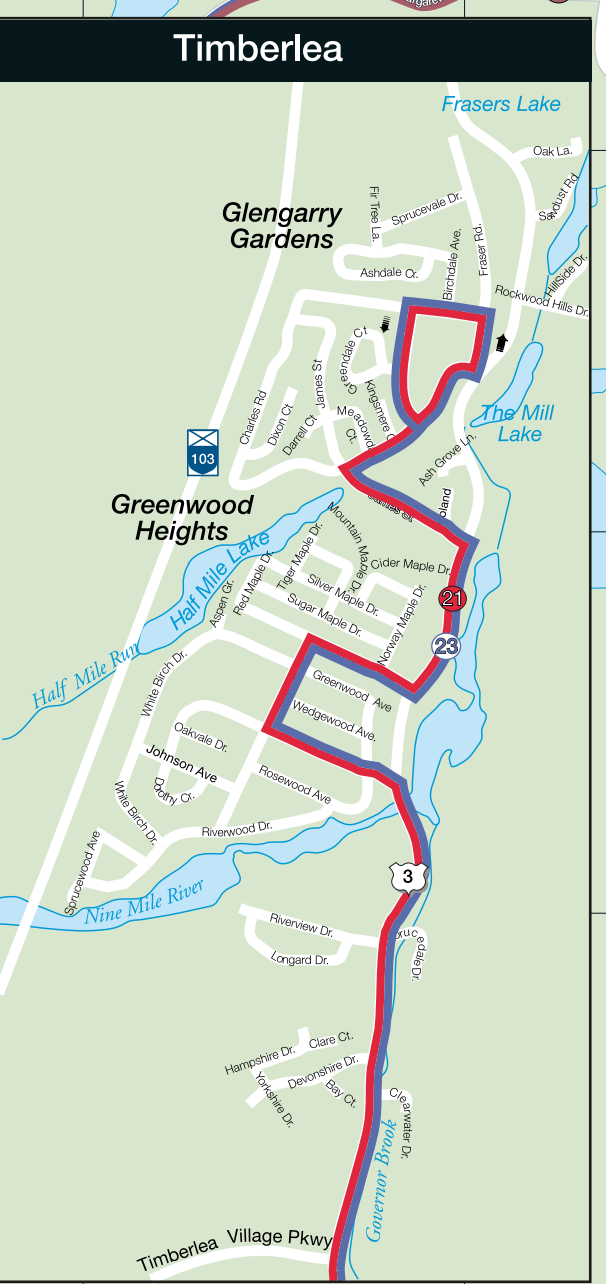 Timberlea
Frasers Lake
Oak La.
Sawdust Rd
Fir Tree La.
Sprucevale Dr.
Glengarry
Gardens
Birchdale Ave.
Fraser Rd.
HillSide Dr.
Ashdale Cr.
Rockwood Hills Dr.
Greendale Ct
James St
Charles Rd
Dixon Ct
Darrell Ct
Meadowd
Ct.
Kingsmere C
The Mill
Lake
103
Ash Grove Ln.
oland
Greenwood
Heights
James St
Half Mile Lake
Mountain Maple Dr
Tiger Maple Dr.
Cider Maple Dr.
Red Maple Dr.
Silver Maple Dr.
Aspen Gr.
Sugar Maple Dr.
Norway Maple Dr.
21
23
Half Mile Run
White Birch Dr.
Greenwood Ave
Wedgewood Ave.
Oakvale Dr.
Johnson Ave
Dorothy Cr.
Rosewood Ave
White Birch Dr.
Riverwood Dr.
Sprucewood Ave
3
Nine Mile River
Riverview Dr.
Longard Dr.
Sprucedale Dr.
Clare Ct.
Hampshire Dr.
Devonshire Dr.
Yorkshire Dr.
Bay Ct.
Clearwater Dr.
Governor Brook
Timberlea Village Pkwy